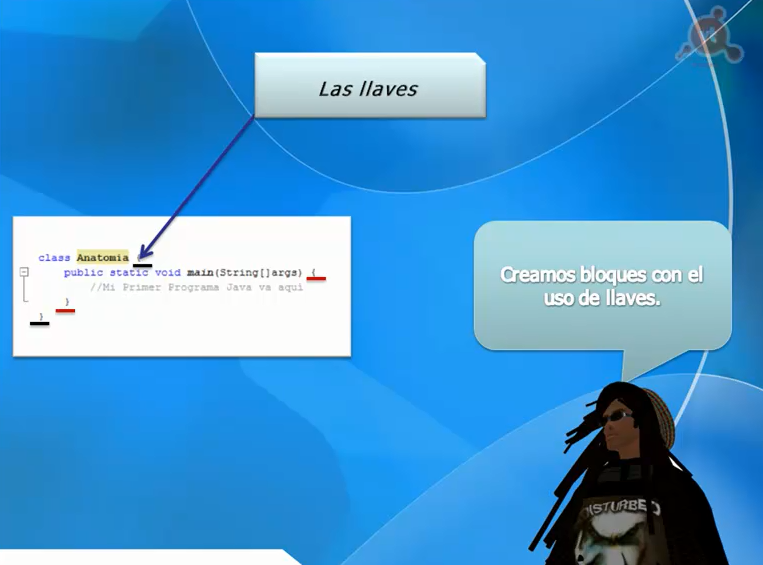 Las llaves
class Anatomia {
public static void main(String[]args) {
//Mi Primer Programa Java va aqui
}
}
Creamos bloques con el
uso de llaves.
DISTURBED